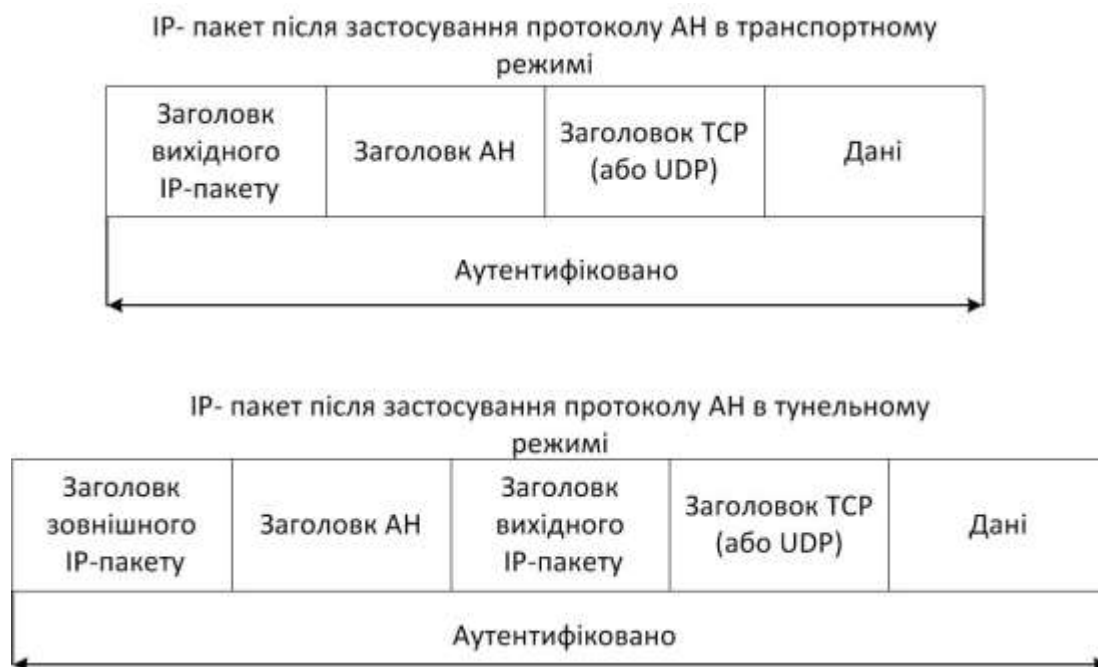 IP- пакет після застосування протоколу АН в транспортному
режимі
Заголовк
вихідного
IP-пакету
Заголовк АН
Заголовок TCP
(або UDP)
Дані
Аутентифіковано
IP- пакет після застосування протоколу АН в тунельному
режимі
Заголовк
зовнішного
IP-пакету
Заголовк АН
Заголовк
вихідного
IP-пакету
Заголовок TCP
(або UDP)
Дані
Аутентифіковано